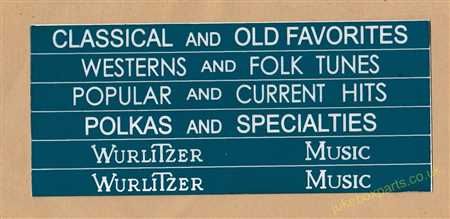 CLASSICAL AND OLD FAVORITES
WESTERNS AND FOLK TUNES
POPULAR AND CURRENT HITS
POLKAS AND SPECIALTIES
WURLITZER MUSIC
WURLITZER MUSIC
jukeboxparts.co.uk